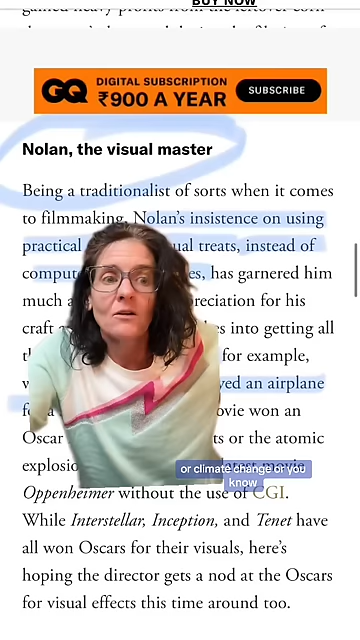 BUY NOW
gained heavy profits from the leftover corn
GQ DIGITAL SUBSCRIPTION ₹900 A YEAR SUBSCRIBE
Nolan, the visual master
Being a traditionalist of sorts when it comes
to filmmaking, Nolan's insistence on using
practical ual treats, instead of
compute es, has garnered him
much a preciation for his
craft es into getting all
for example,
ved an airplane
ovie won an
Oscar ts or the atomic
explosio
or climate change or you
know
Oppenheimer without the use of CGI.
While Interstellar, Inception, and Tenet have
all won Oscars for their visuals, here's
hoping the director gets a nod at the Oscars
for visual effects this time around too.